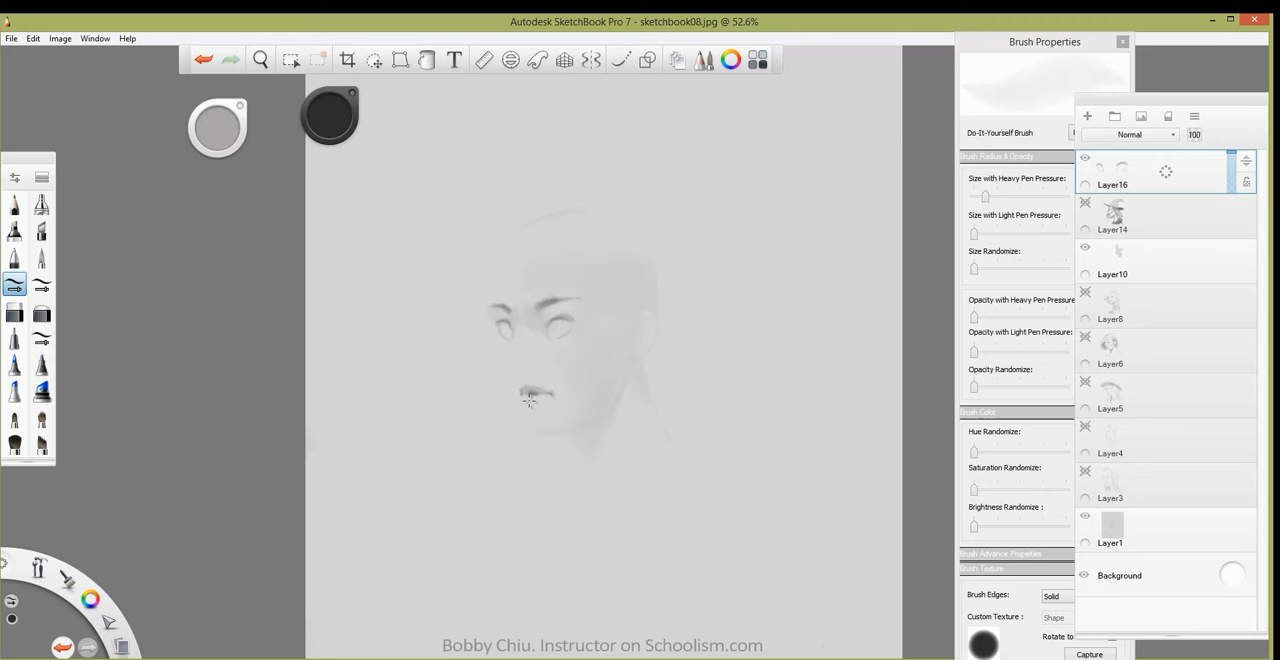 Autodesk SketchBook Pro 7 - sketchbook08.jpg @ 52.6%
File Edit Image Window Help
T
Brush Properties
Do-It-Yourself Brush
Brush Radius & Opacity
Size with Heavy Pen Pressure:
Size with Light Pen Pressure:
Size Randomize:
Opacity with Heavy Pen Pressure
Opacity with Light Pen Pressure:
Opacity Randomize:
Brush Color
Hue Randomize:
Saturation Randomize:
Brightness Randomize :
Brush Advance Properties
Brush Texture
Brush Edges: Solid
Custom Texture : Shape
Rotate to
Capture
Normal 100
Layer16
Layer14
Layer10
Layer8
Layer6
Layer5
Layer4
Layer3
Layer1
Background
Bobby Chiu. Instructor on Schoolism.com